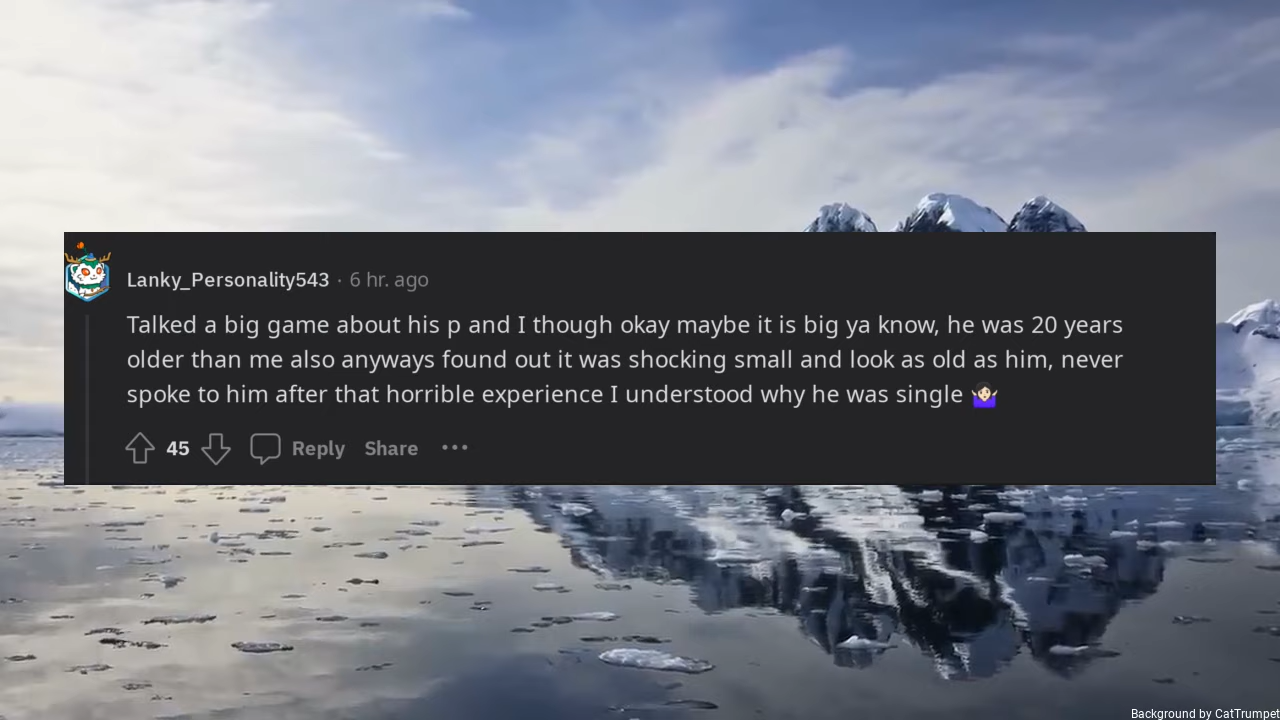 Lanky_Personality543 · 6 hr. ago
Talked a big game about his p and I though okay maybe it is big ya know, he was 20 years
older than me also anyways found out it was shocking small and look as old as him, never
spoke to him after that horrible experience I understood why he was single 🤷🏻‍♀️
45 Reply Share ···
Background by CatTrumpet